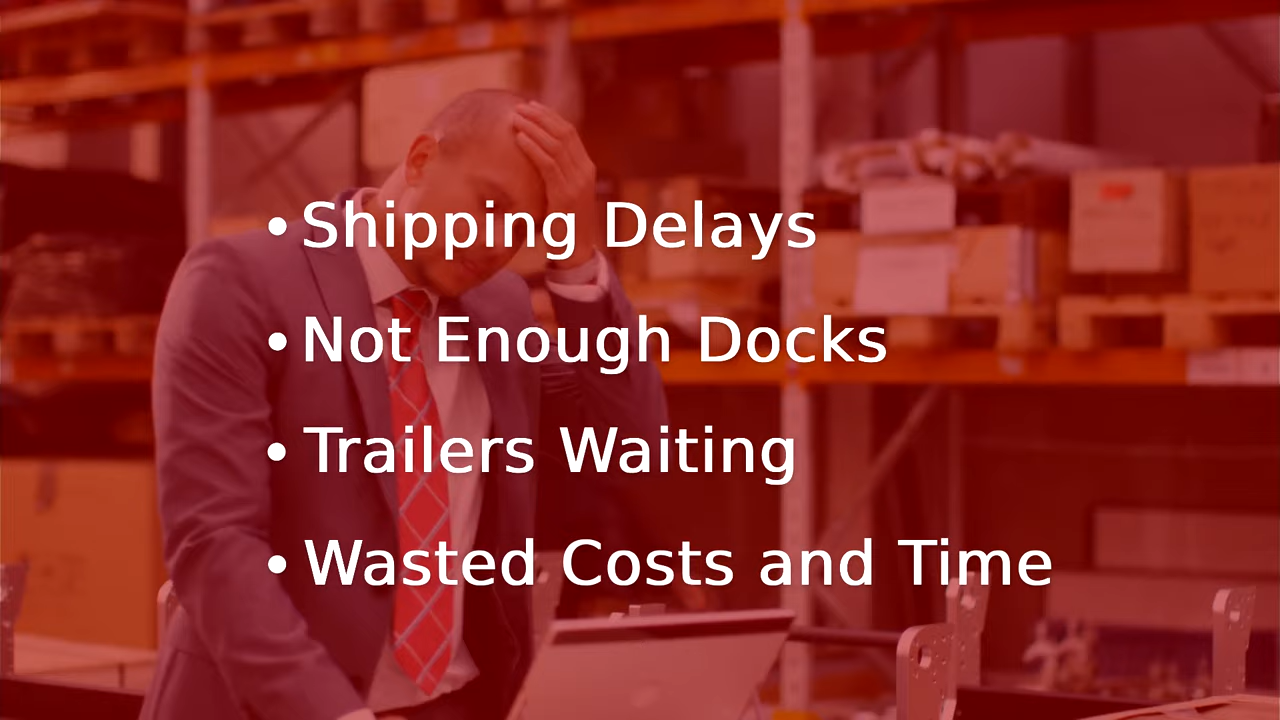 • Shipping Delays
• Not Enough Docks
• Trailers Waiting
• Wasted Costs and Time